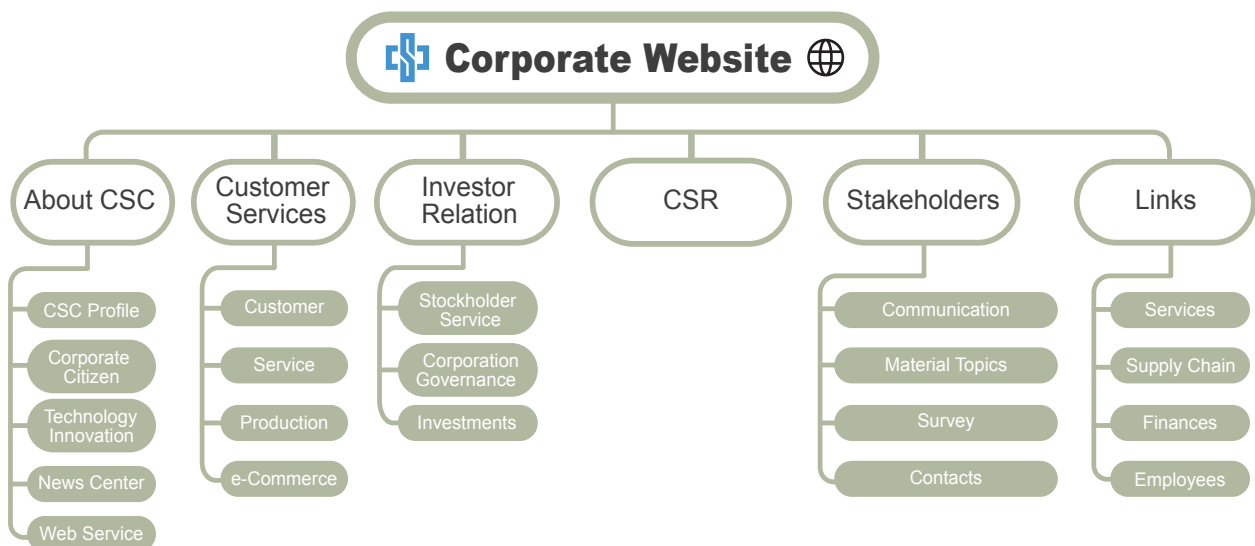 Corporate Website
About CSC
Customer
Services
Investor
Relation
CSR
Stakeholders
Links
CSC Profile
Corporate
Citizen
Technology
Innovation
News Center
Web Service
Customer
Service
Production
e-Commerce
Stockholder
Service
Corporation
Governance
Investments
Communication
Material Topics
Survey
Contacts
Services
Supply Chain
Finances
Employees